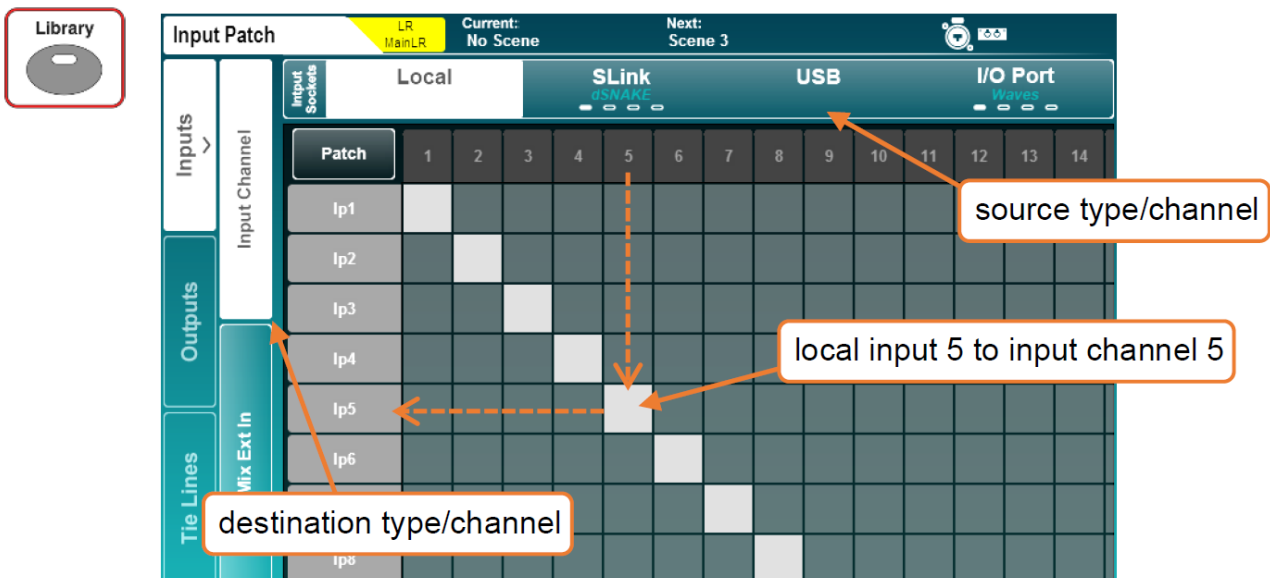 Library
Input Patch
LR
MainLR
Current:
No Scene
Next:
Scene 3
Inputs
Outputs
Tie Lines
Input Channel
Mix Ext In
Intput
Sockets
Local
SLink
dSNAKE
USB
I/O Port
Waves
Patch
1 2 3 4 5 6 7 8 9 10 11 12 13 14
source type/channel
Ip1
Ip2
Ip3
Ip4
local input 5 to input channel 5
Ip5
Ip6
destination type/channel
Ip8